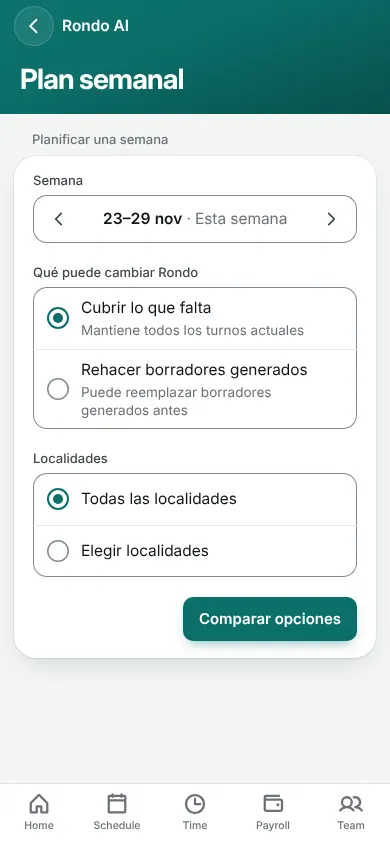 Rondo AI
Plan semanal
Planificar una semana
Semana
23–29 nov · Esta semana
Qué puede cambiar Rondo
Cubrir lo que falta
Mantiene todos los turnos actuales
Rehacer borradores generados
Puede reemplazar borradores
generados antes
Localidades
Todas las localidades
Elegir localidades
Comparar opciones
Home Schedule Time Payroll Team